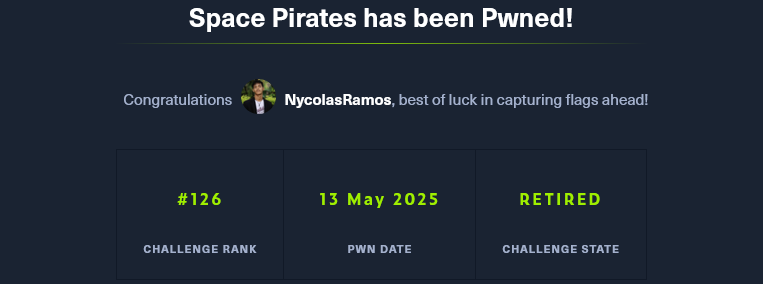 Space Pirates has been Pwned!
Congratulations NycolasRamos, best of luck in capturing flags ahead!
#126 13 May 2025 RETIRED
CHALLENGE RANK PWN DATE CHALLENGE STATE